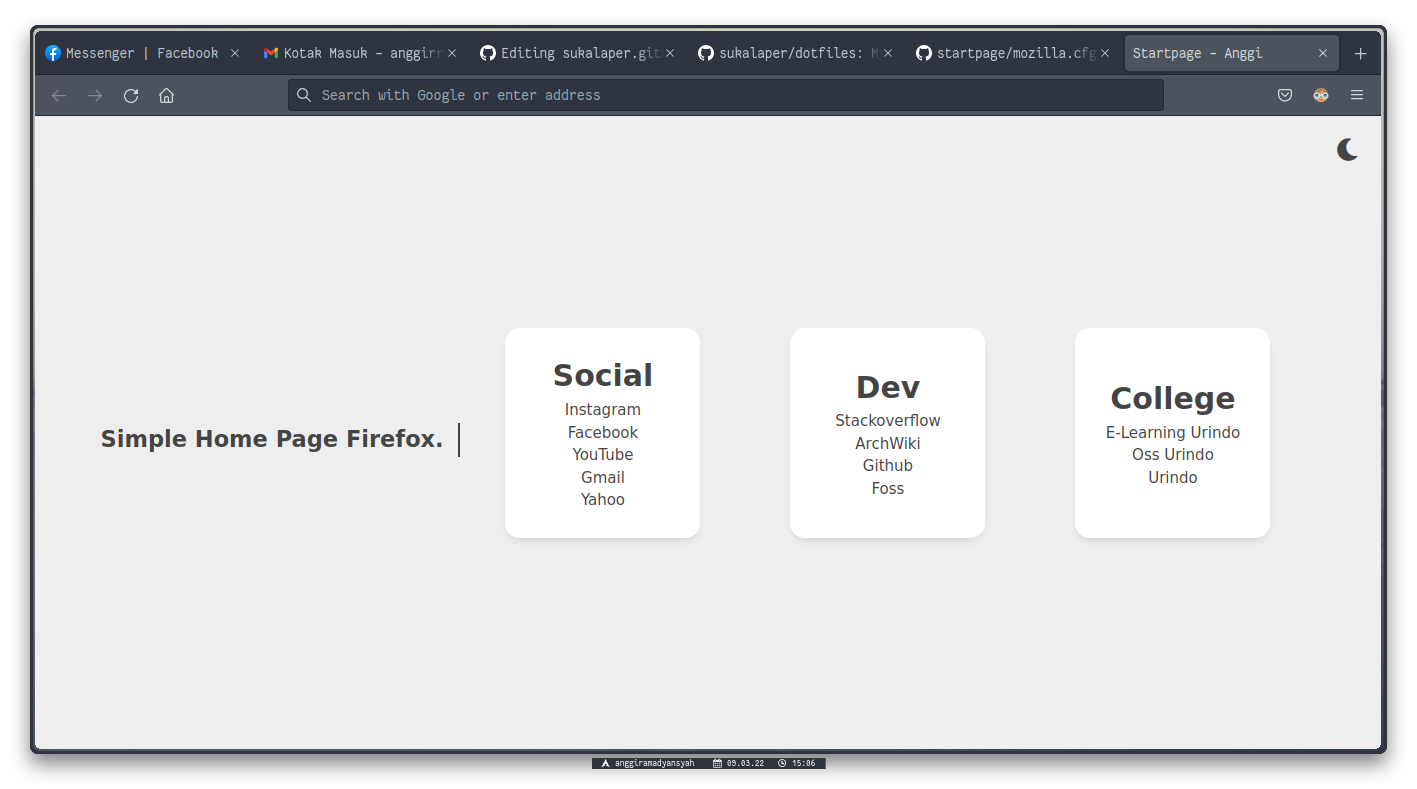 Messenger | Facebook
Kotak Masuk - anggirr
Editing sukalaper.git
sukalaper/dotfiles: M
startpage/mozilla.cfg
Startpage - Anggi
Search with Google or enter address
Simple Home Page Firefox.
Social
Instagram
Facebook
YouTube
Gmail
Yahoo
Dev
Stackoverflow
ArchWiki
Github
Foss
College
E-Learning Urindo
Oss Urindo
Urindo
anggiramadyansyah 09.03.22 15:06